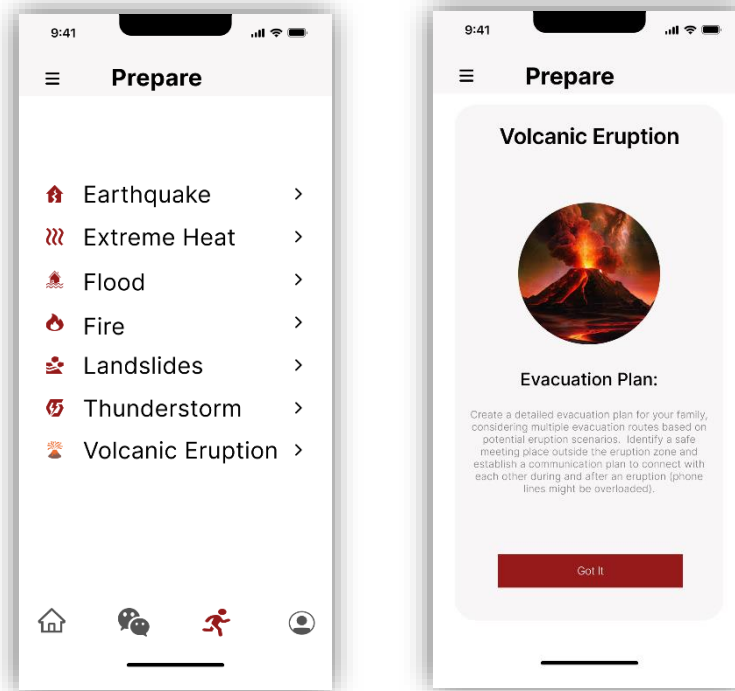 9:41
Prepare
Earthquake
Extreme Heat
Flood
Fire
Landslides
Thunderstorm
Volcanic Eruption
9:41
Prepare
Volcanic Eruption
Evacuation Plan:
Create a detailed evacuation plan for your family,
considering multiple evacuation routes based on
potential eruption scenarios. Identify a safe
meeting place outside the eruption zone and
establish a communication plan to connect with
each other during and after an eruption (phone
lines might be overloaded).
Got It